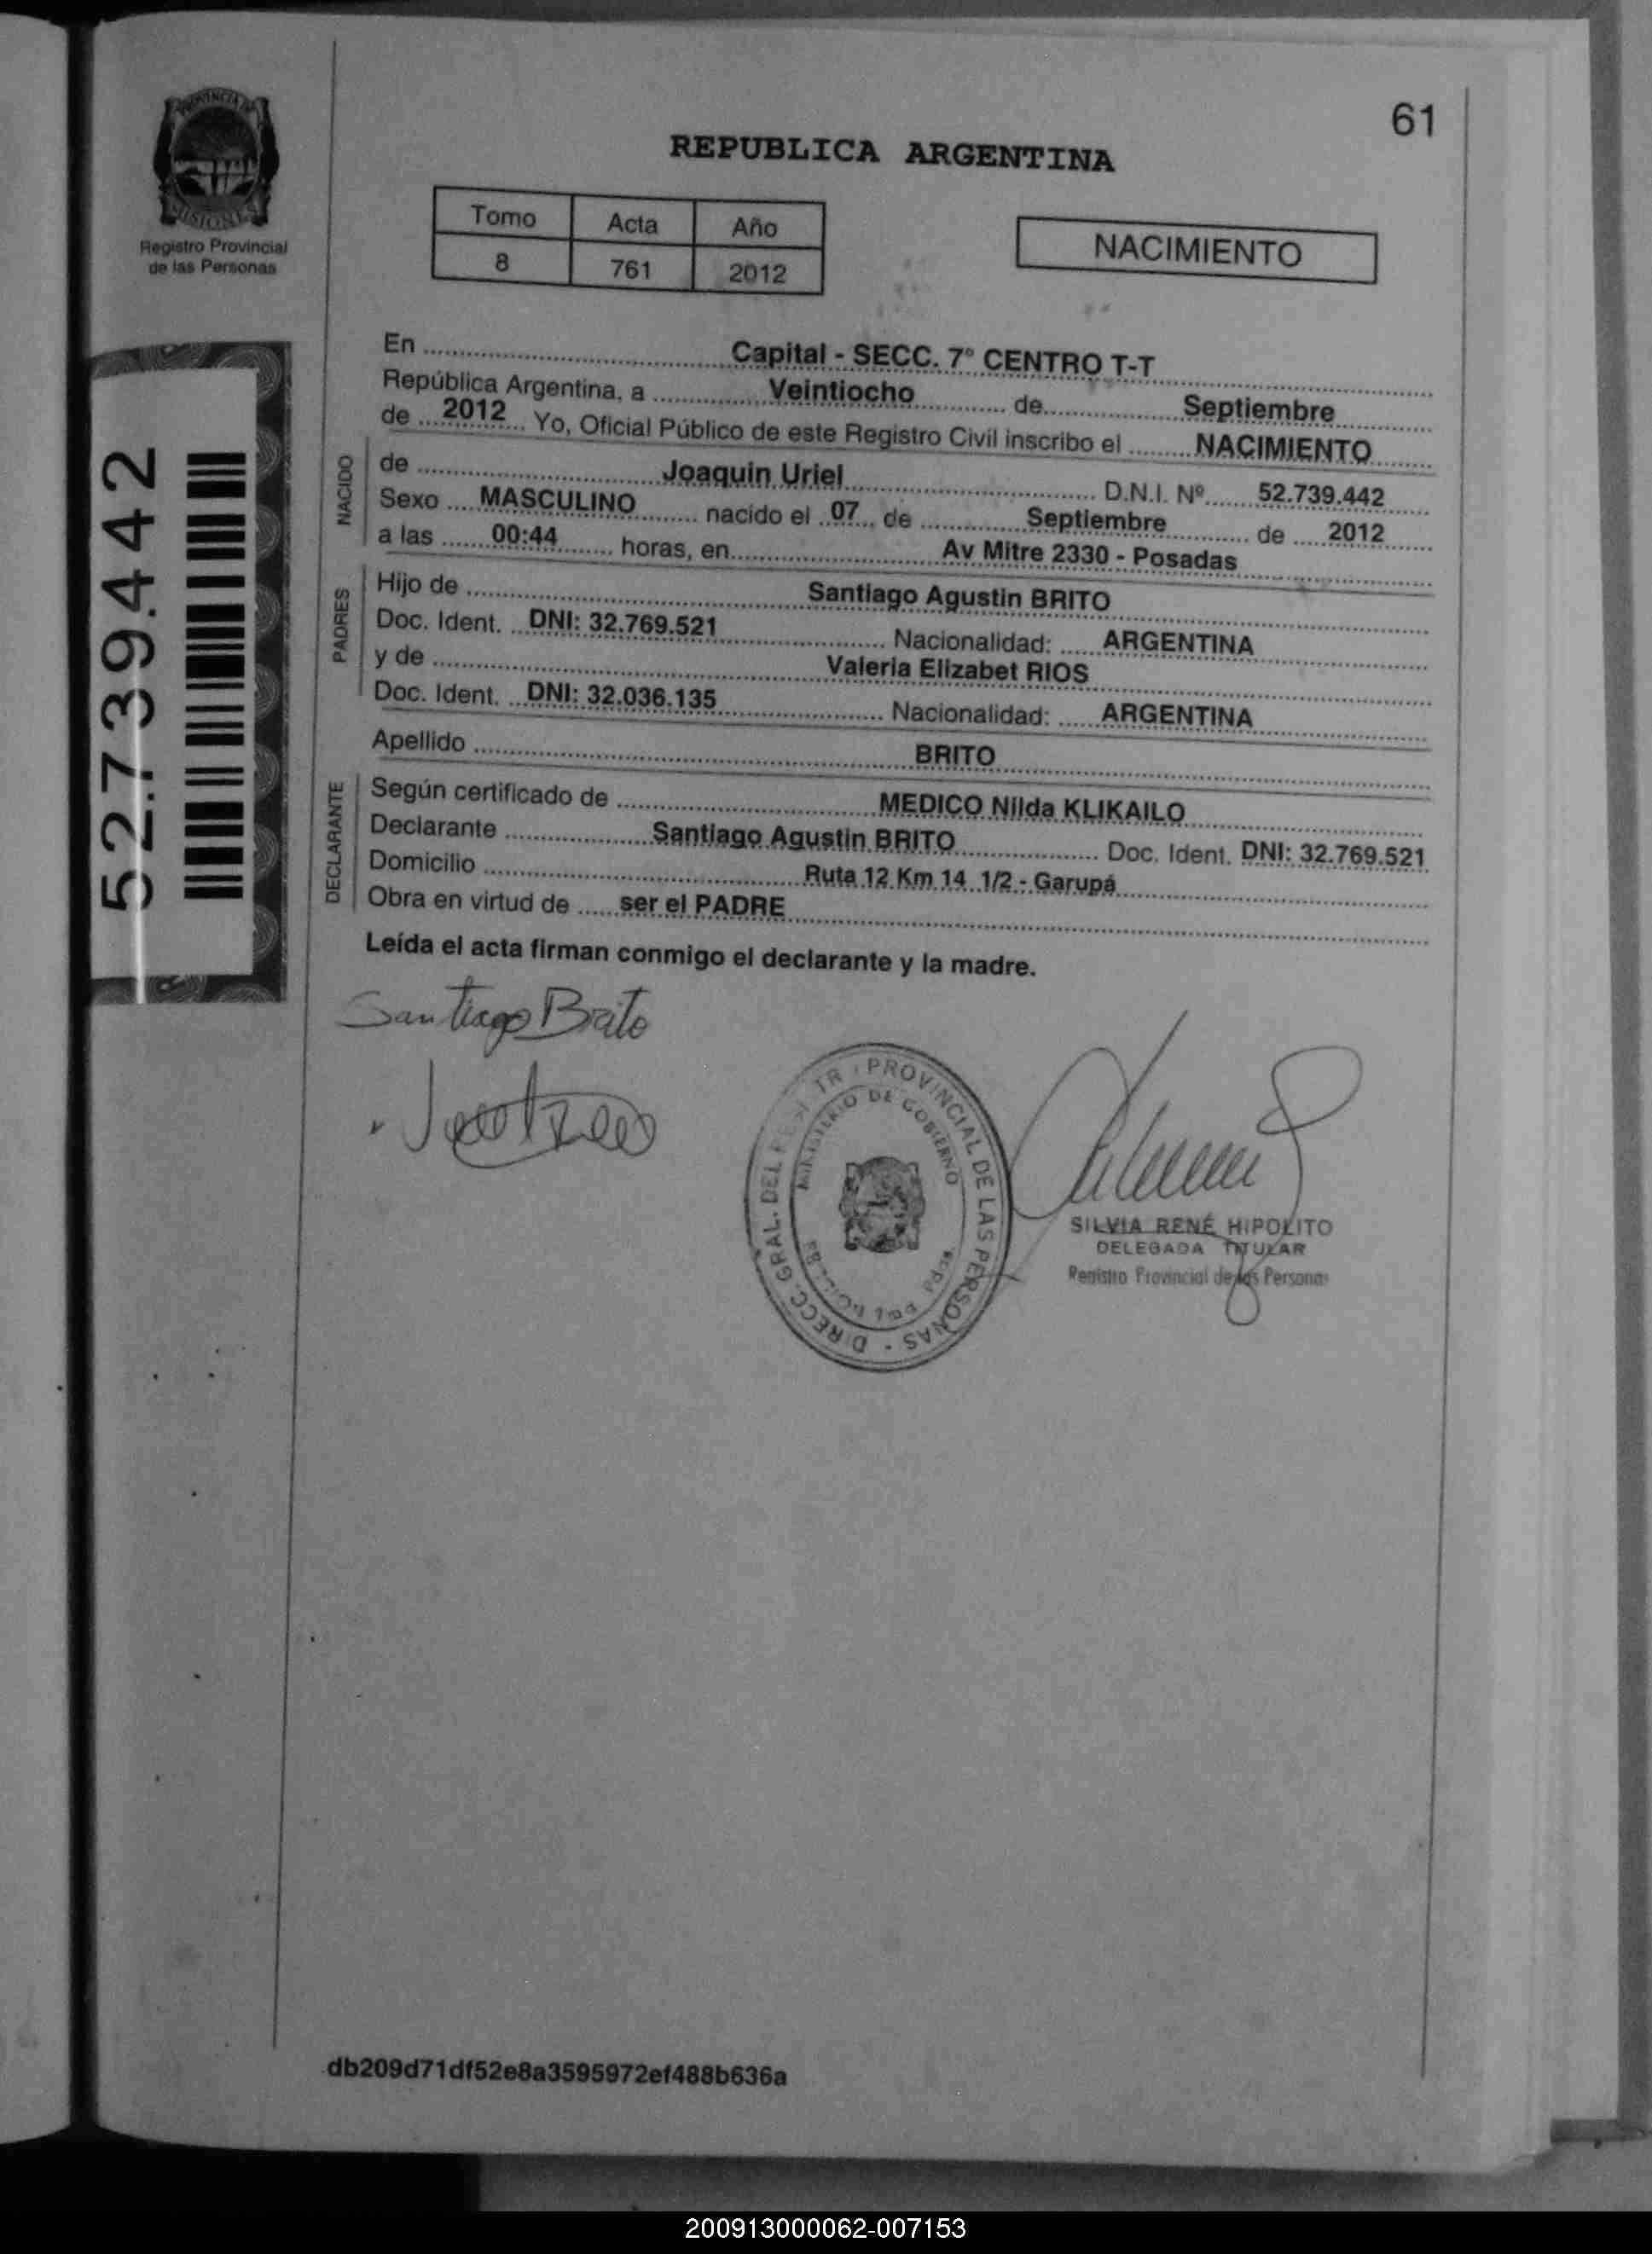 PROVINCIA DE
MISIONES
Registro Provincial
de las Personas
61
REPUBLICA ARGENTINA
Tomo Acta Año
8 761 2012
NACIMIENTO
52.739.442
En Capital - SECC. 7° CENTRO T-T
República Argentina, a Veintiocho de Septiembre
de 2012 Yo, Oficial Público de este Registro Civil inscribo el NACIMIENTO
NACIDO
de Joaquin Uriel D.N.I. Nº 52.739.442
Sexo MASCULINO nacido el 07 de Septiembre de 2012
a las 00:44 horas, en Av Mitre 2330 - Posadas
PADRES
Hijo de Santiago Agustin BRITO
Doc. Ident. DNI: 32.769.521 Nacionalidad: ARGENTINA
y de Valeria Elizabet RIOS
Doc. Ident. DNI: 32.036.135 Nacionalidad: ARGENTINA
Apellido BRITO
DECLARANTE
Según certificado de MEDICO Nilda KLIKAILO
Declarante Santiago Agustin BRITO Doc. Ident. DNI: 32.769.521
Domicilio Ruta 12 Km 14 1/2 - Garupá
Obra en virtud de ser el PADRE
Leída el acta firman conmigo el declarante y la madre.
Santiago Brito
DIRECC. GRAL. DEL PROVINCIAL DE LAS PERSONAS -
MINISTERIO DE GOBIERNO
SILVIA RENÉ HIPOLITO
DELEGADA TITULAR
Registro Provincial de las Personas
db209d71df52e8a3595972ef488b636a
200913000062-007153